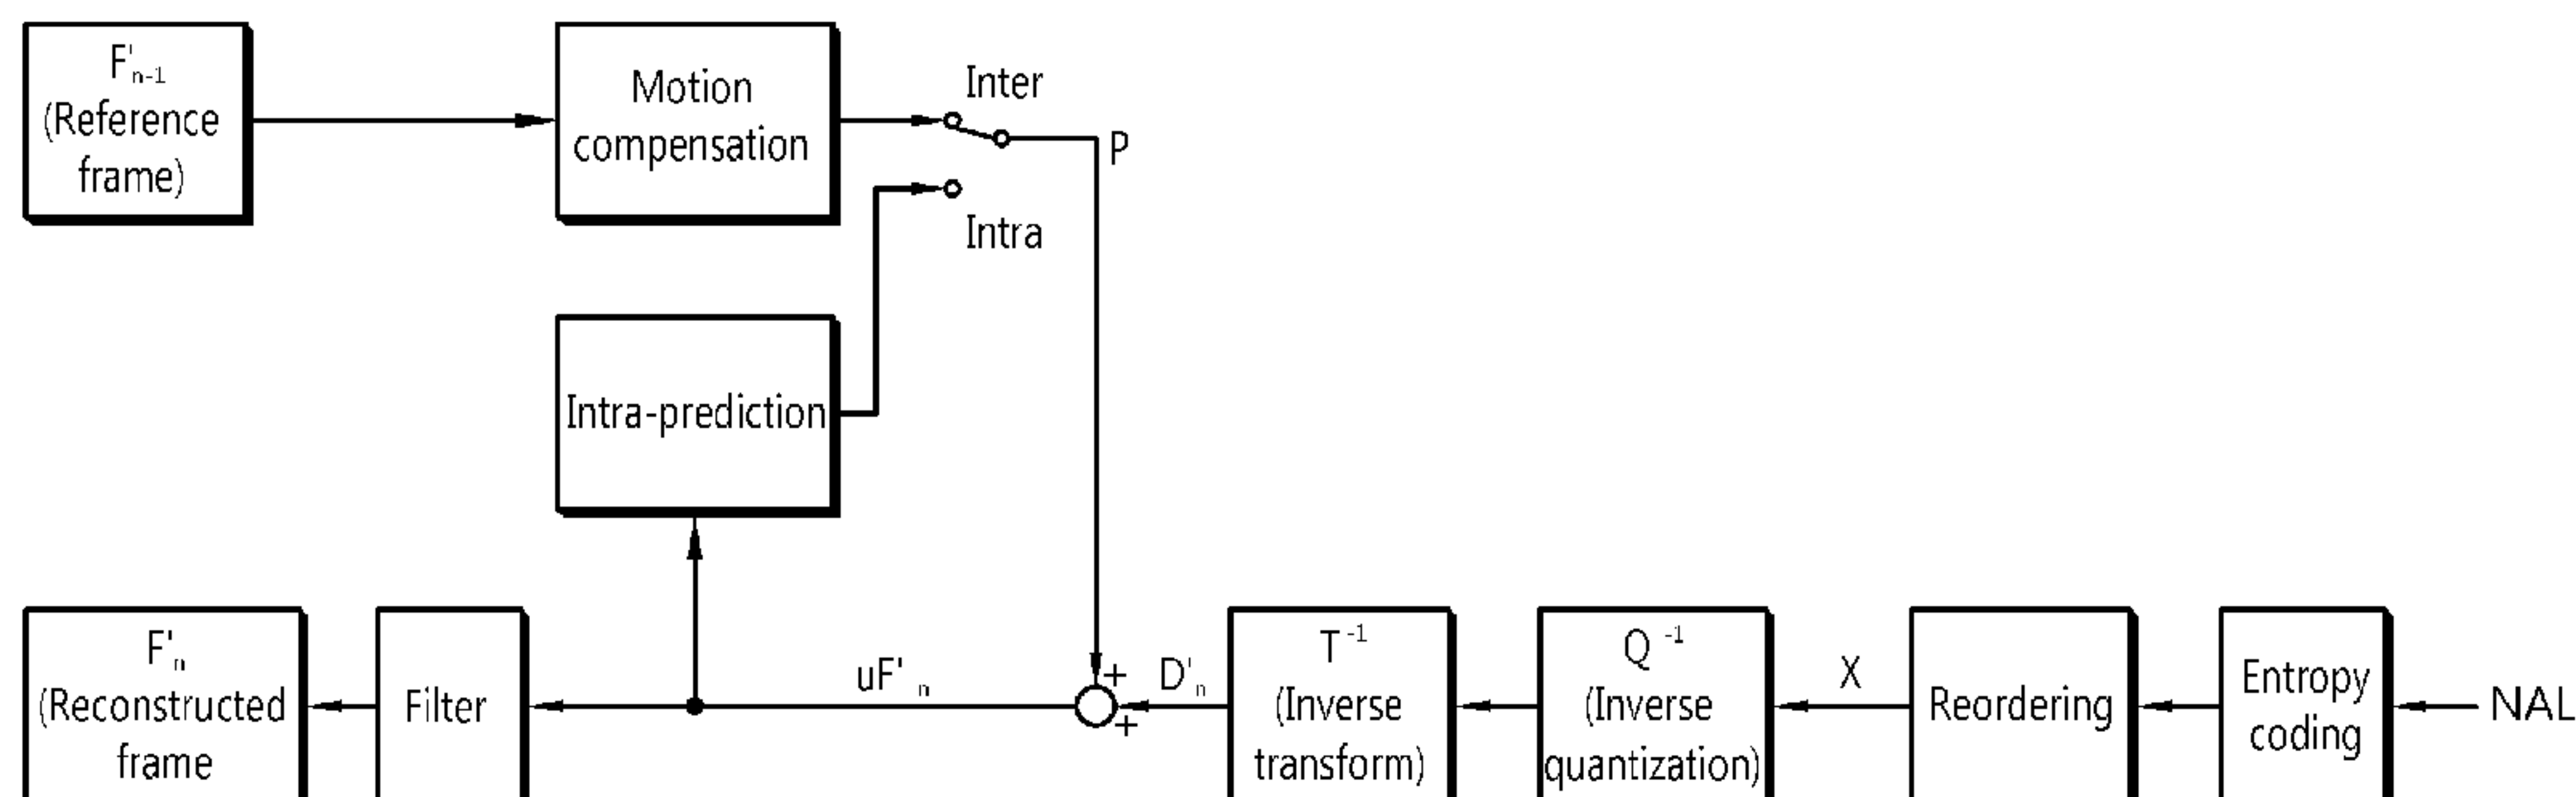 F'n-1
(Reference
frame)
Motion
compensation
Inter
P
Intra
Intra-prediction
F'n
(Reconstructed
frame
Filter
uF'n
+
+
D'n
T-1
(Inverse
transform)
Q-1
(Inverse
quantization)
X
Reordering
Entropy
coding
NAL